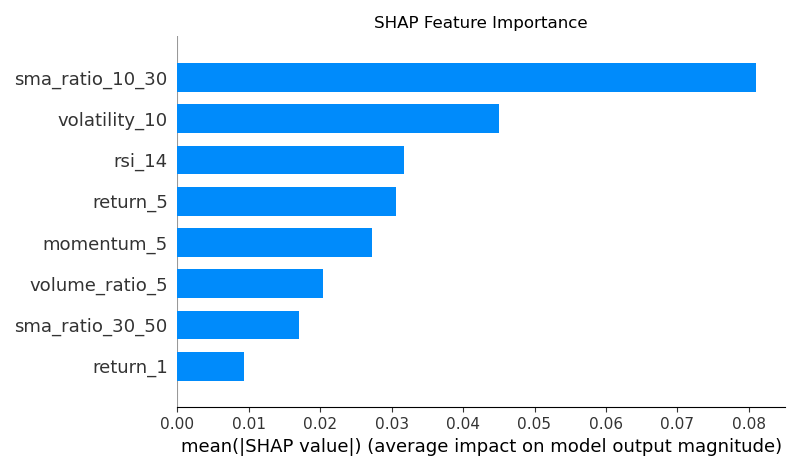 SHAP Feature Importance
sma_ratio_10_30
volatility_10
rsi_14
return_5
momentum_5
volume_ratio_5
sma_ratio_30_50
return_1
0.00 0.01 0.02 0.03 0.04 0.05 0.06 0.07 0.08
mean(|SHAP value|) (average impact on model output magnitude)